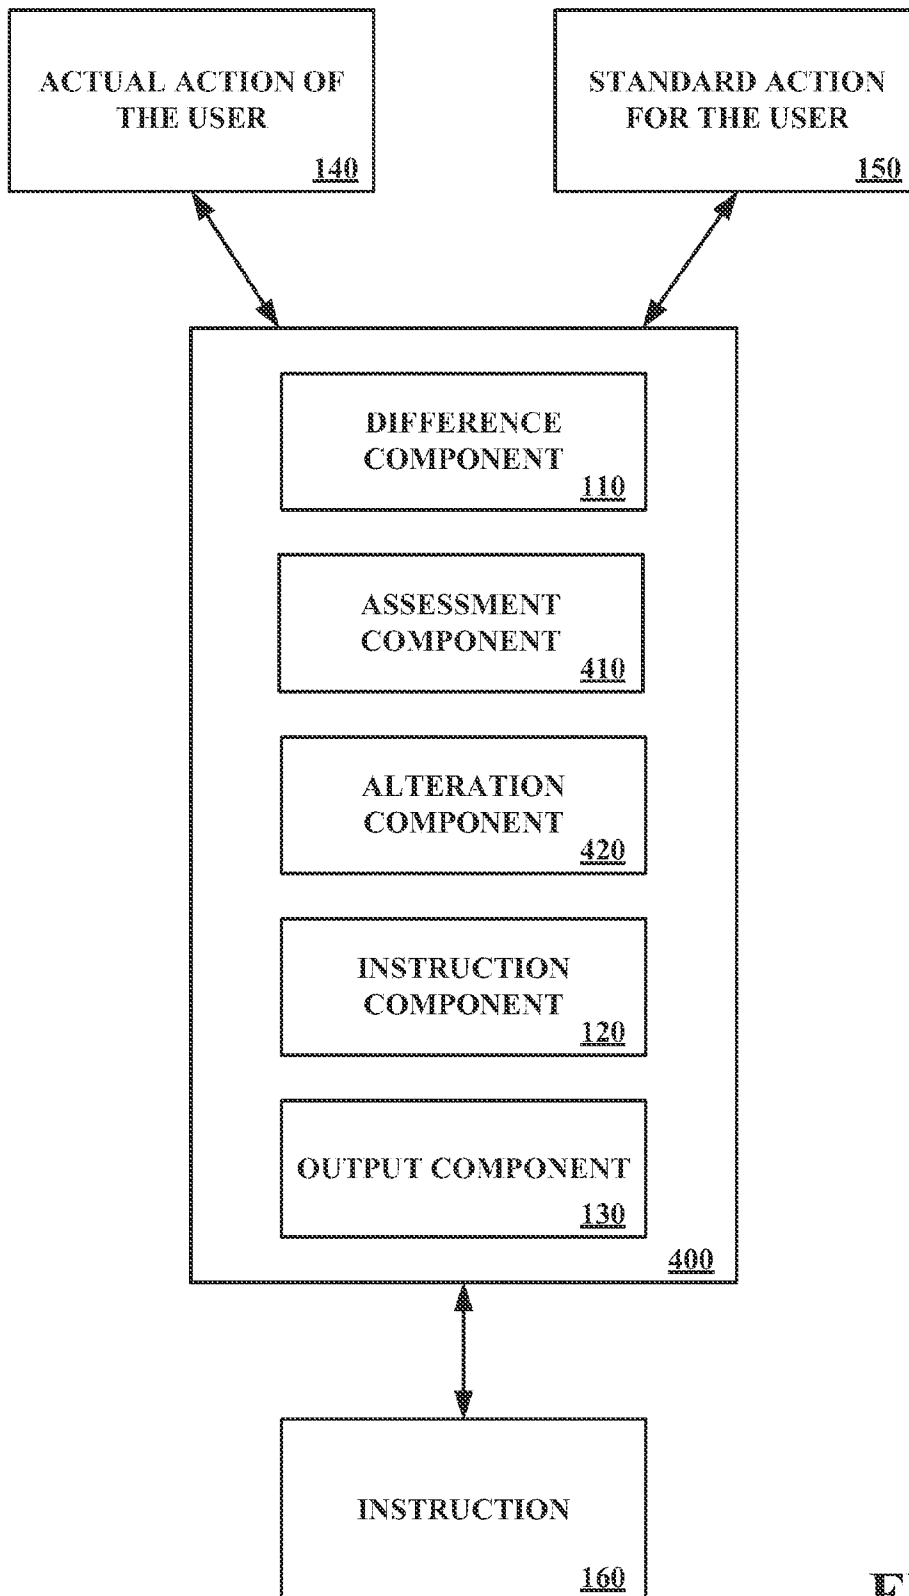 ACTUAL ACTION OF
THE USER
140
STANDARD ACTION
FOR THE USER
150
DIFFERENCE
COMPONENT
110
ASSESSMENT
COMPONENT
410
ALTERATION
COMPONENT
420
INSTRUCTION
COMPONENT
120
OUTPUT COMPONENT
130
400
INSTRUCTION
160